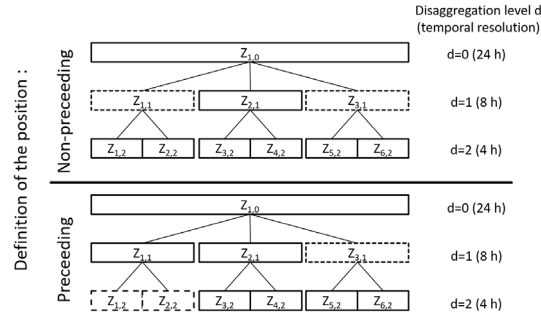 Disaggregation level d
(temporal resolution)
Definition of the position :
Non-preceeding
Z1,0
d=0 (24 h)
Z1,1 Z2,1 Z3,1
d=1 (8 h)
Z1,2 Z2,2 Z3,2 Z4,2 Z5,2 Z6,2
d=2 (4 h)
Preceeding
Z1,0
d=0 (24 h)
Z1,1 Z2,1 Z3,1
d=1 (8 h)
Z1,2 Z2,2 Z3,2 Z4,2 Z5,2 Z6,2
d=2 (4 h)